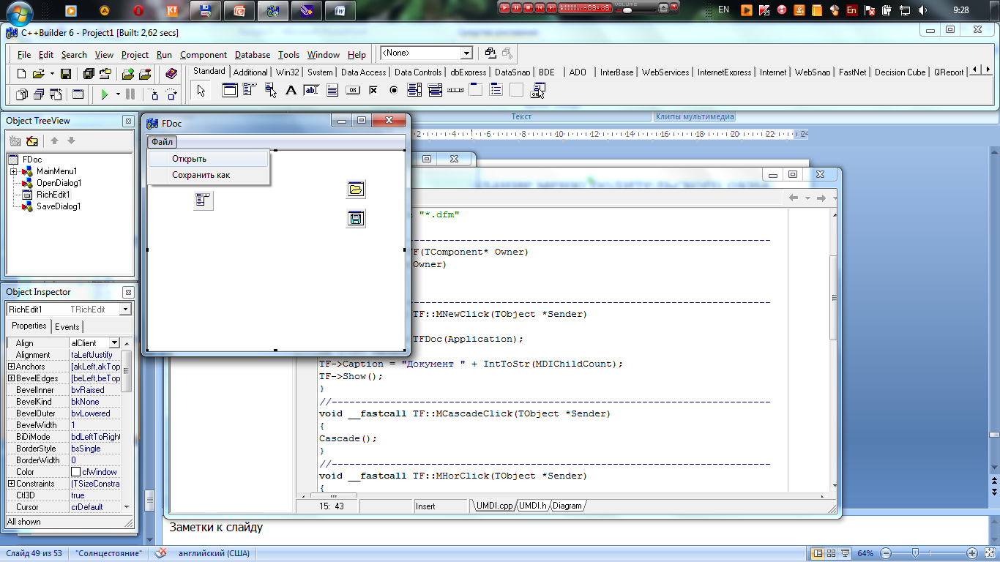 VOLUME
EN
En
9:28
C++Builder 6 - Project1 [Built: 2,62 secs]
File Edit Search View Project Run Component Database Tools Window Help
<None>
Standard Additional Win32 System Data Access Data Controls dbExpress DataSnap BDE ADO InterBase WebServices InternetExpress Internet WebSnap FastNet Decision Cube QReport
Текст
Клипы мультимедиа
Object TreeView
FDoc
MainMenu1
OpenDialog1
RichEdit1
SaveDialog1
FDoc
Файл
Открыть
Сохранить как
2 4 6 8 10 12 14 16 18 20 22 24
"*.dfm"
TF(TComponent* Owner)
Owner)
TF::MNewClick(TObject *Sender)
TFDoc(Application);
TF->Caption = "Документ " + IntToStr(MDIChildCount);
TF->Show();
}
//---------------------------------------------------------------------------
void __fastcall TF::MCascadeClick(TObject *Sender)
{
Cascade();
}
//---------------------------------------------------------------------------
void __fastcall TF::MHorClick(TObject *Sender)
{
15: 43
Insert
UMDI.cpp UMDI.h Diagram
Object Inspector
RichEdit1 TRichEdit
Properties Events
Align alClient
Alignment taLeftJustify
Anchors [akLeft,akTop
BevelEdges [beLeft,beTop
BevelInner bvRaised
BevelKind bkNone
BevelOuter bvLowered
BevelWidth 1
BiDiMode bdLeftToRight
BorderStyle bsSingle
BorderWidth 0
Color clWindow
Constraints (TSizeConstra
Ctl3D true
Cursor crDefault
All shown
Заметки к слайду
Слайд 49 из 53 "Солнцестояние" английский (США) 64%